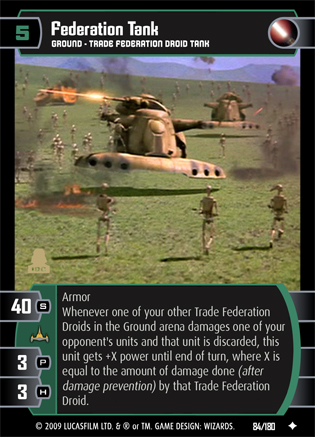 5
Federation Tank
GROUND - TRADE FEDERATION DROID TANK
40 S
3 P
3 H
Armor
Whenever one of your other Trade Federation
Droids in the Ground arena damages one of your
opponent's units and that unit is discarded, this
unit gets +X power until end of turn, where X is
equal to the amount of damage done (after
damage prevention) by that Trade Federation
Droid.
© 2009 LUCASFILM LTD. & ® or TM. GAME DESIGN: WIZARDS.
84/180